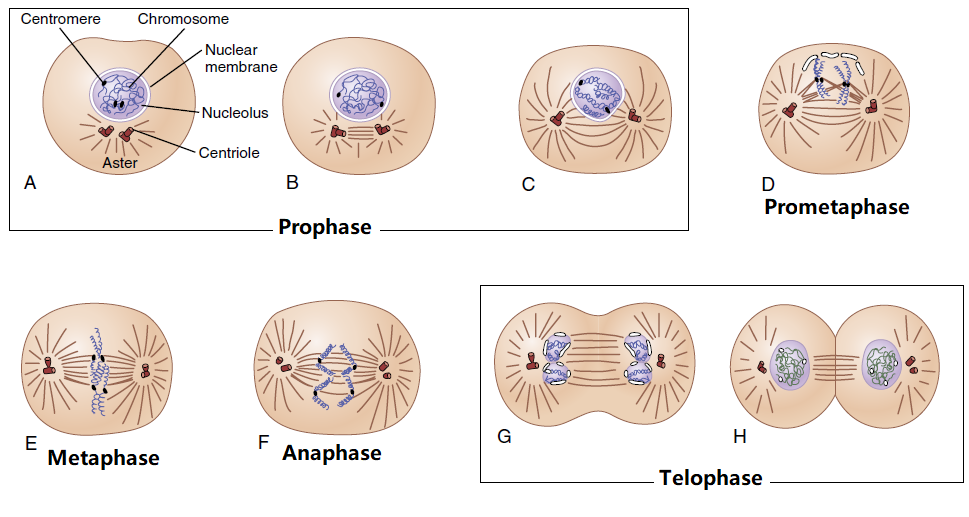 Centromere
Chromosome
Nuclear
membrane
Nucleolus
Centriole
Aster
A
B
C
D
Prophase
Prometaphase
E
Metaphase
F
Anaphase
G
H
Telophase